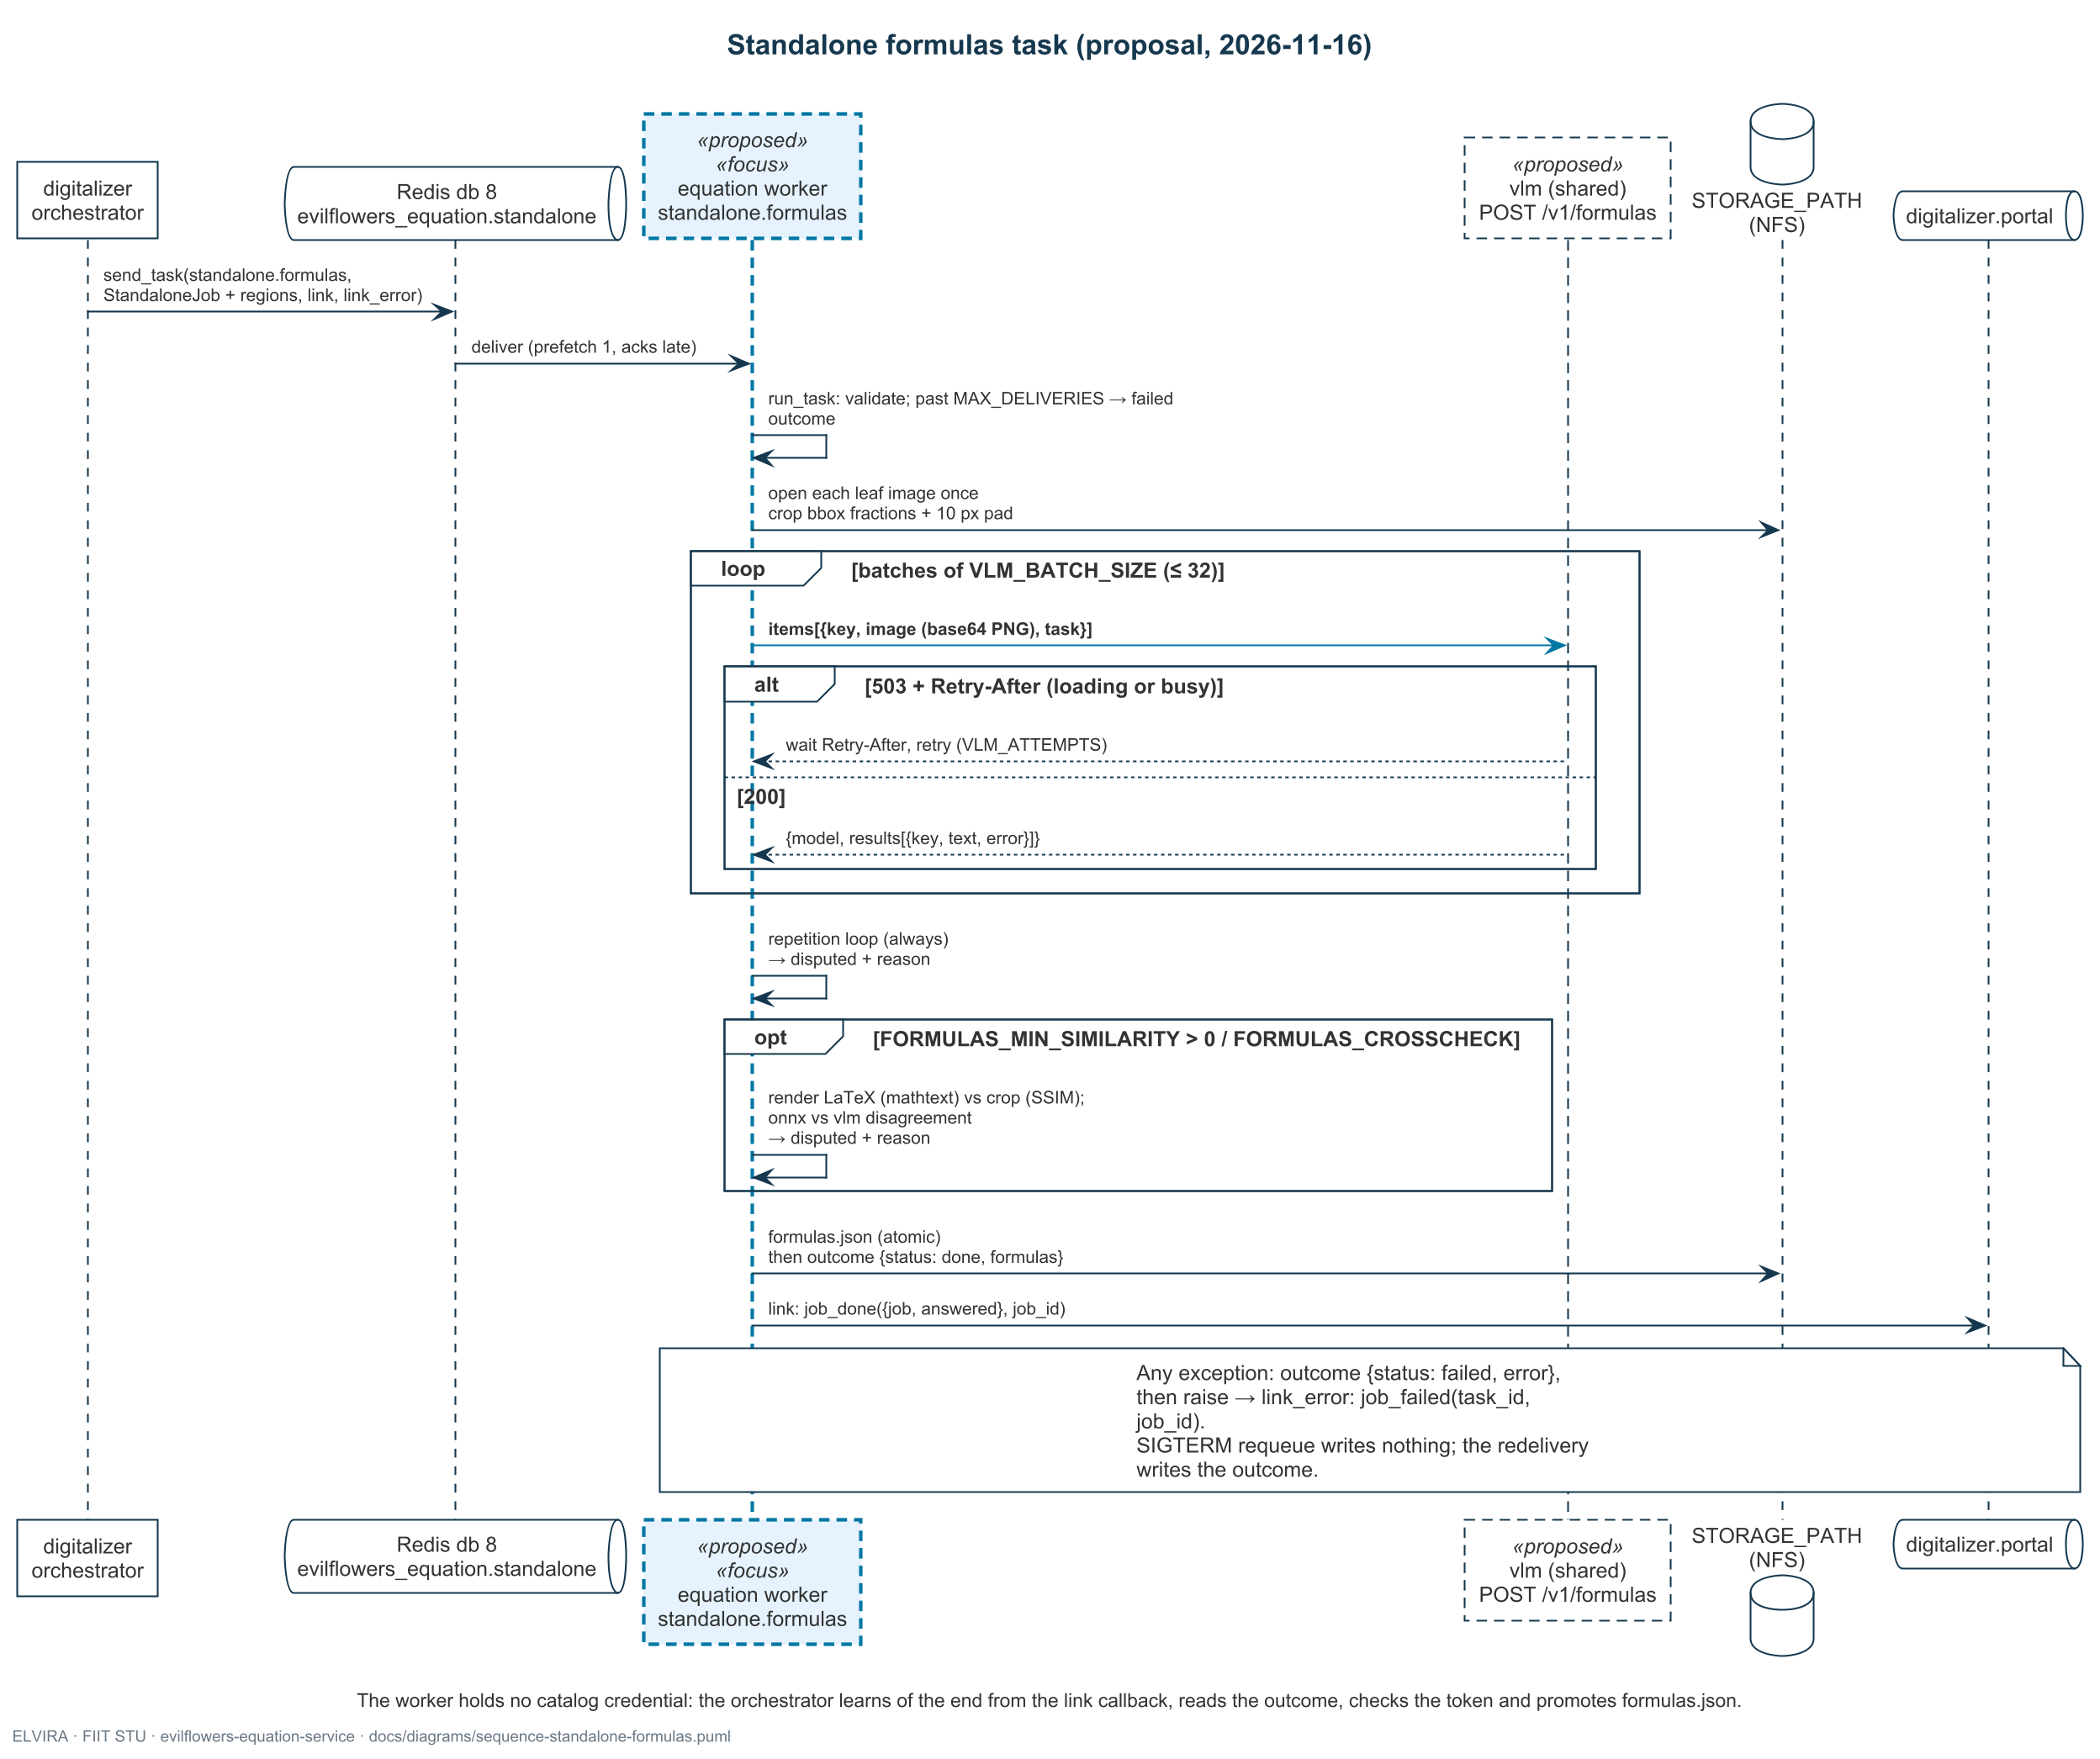 Standalone formulas task (proposal, 2026-11-16)
digitalizer
orchestrator
Redis db 8
evilflowers_equation.standalone
«proposed»
«focus»
equation worker
standalone.formulas
«proposed»
vlm (shared)
POST /v1/formulas
STORAGE_PATH
(NFS)
digitalizer.portal
send_task(standalone.formulas,
StandaloneJob + regions, link, link_error)
deliver (prefetch 1, acks late)
run_task: validate; past MAX_DELIVERIES → failed
outcome
open each leaf image once
crop bbox fractions + 10 px pad
loop
[batches of VLM_BATCH_SIZE (≤ 32)]
items[{key, image (base64 PNG), task}]
alt
[503 + Retry-After (loading or busy)]
wait Retry-After, retry (VLM_ATTEMPTS)
[200]
{model, results[{key, text, error}]}
repetition loop (always)
→ disputed + reason
opt
[FORMULAS_MIN_SIMILARITY > 0 / FORMULAS_CROSSCHECK]
render LaTeX (mathtext) vs crop (SSIM);
onnx vs vlm disagreement
→ disputed + reason
formulas.json (atomic)
then outcome {status: done, formulas}
link: job_done({job, answered}, job_id)
Any exception: outcome {status: failed, error},
then raise → link_error: job_failed(task_id,
job_id).
SIGTERM requeue writes nothing; the redelivery
writes the outcome.
digitalizer
orchestrator
Redis db 8
evilflowers_equation.standalone
«proposed»
«focus»
equation worker
standalone.formulas
«proposed»
vlm (shared)
POST /v1/formulas
STORAGE_PATH
(NFS)
digitalizer.portal
The worker holds no catalog credential: the orchestrator learns of the end from the link callback, reads the outcome, checks the token and promotes formulas.json.
ELVIRA · FIIT STU · evilflowers-equation-service · docs/diagrams/sequence-standalone-formulas.puml